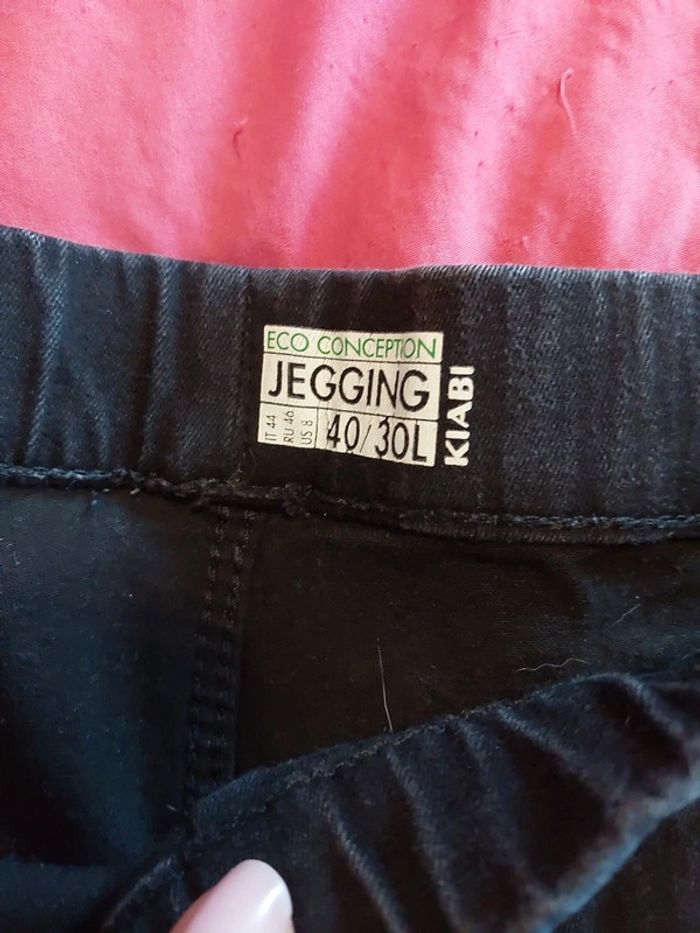 ECO CONCEPTION
JEGGING
IT 44
RU 46
US 8
40/30L
KIABI